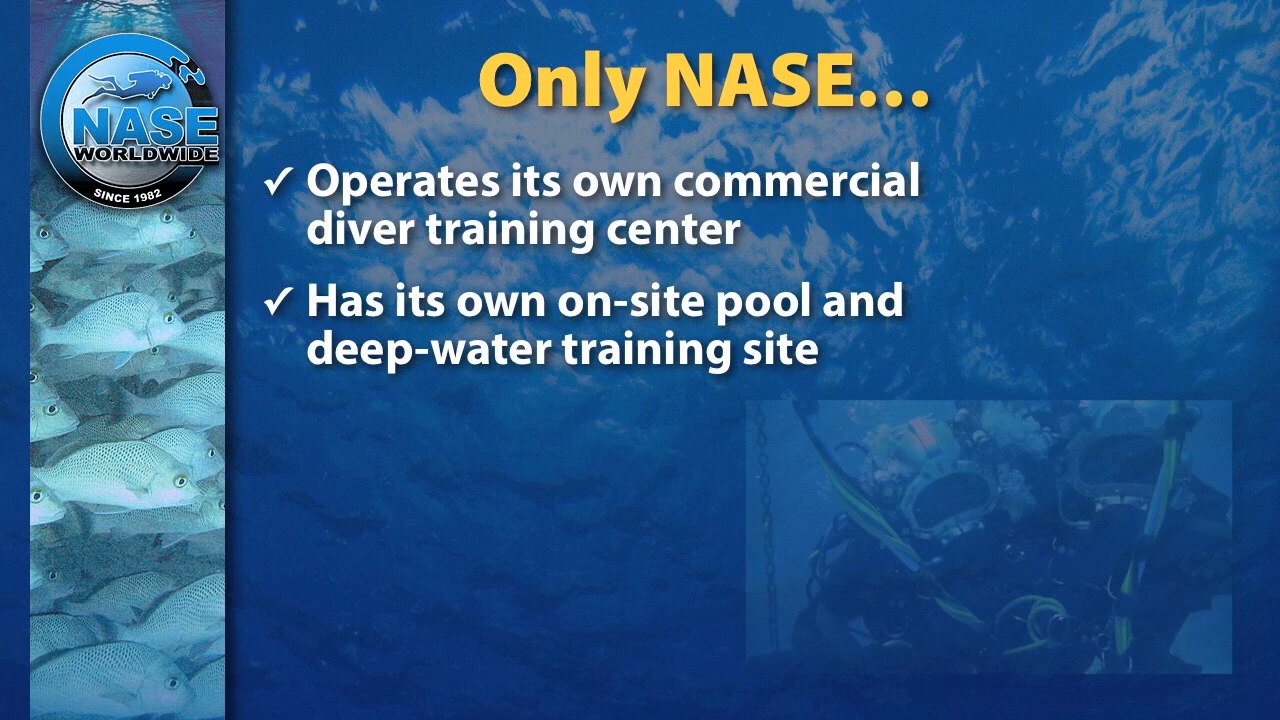 NASE
WORLDWIDE
SINCE 1982
Only NASE...
✓ Operates its own commercial
diver training center
✓ Has its own on-site pool and
deep-water training site